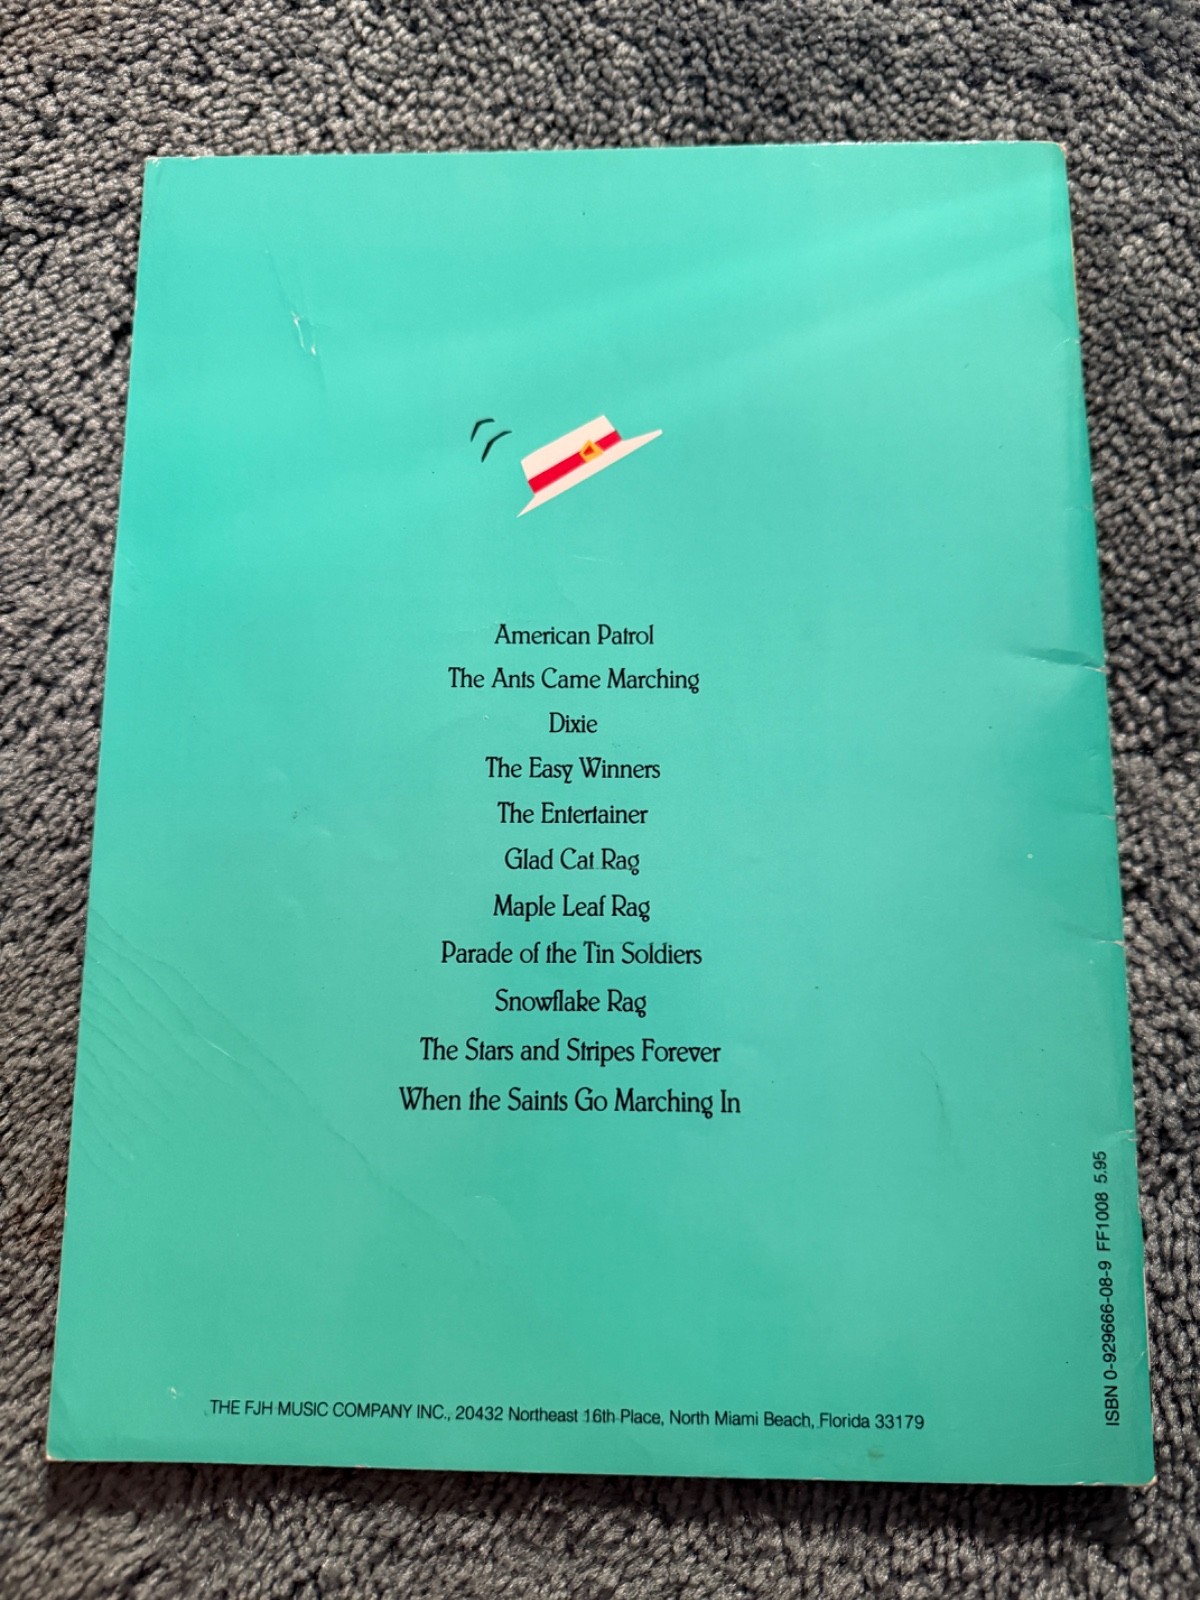 American Patrol
The Ants Came Marching
Dixie
The Easy Winners
The Entertainer
Glad Cat Rag
Maple Leaf Rag
Parade of the Tin Soldiers
Snowflake Rag
The Stars and Stripes Forever
When the Saints Go Marching In
ISBN 0-929666-08-9 FF1008 5.95
THE FJH MUSIC COMPANY INC., 20432 Northeast 16th Place, North Miami Beach, Florida 33179